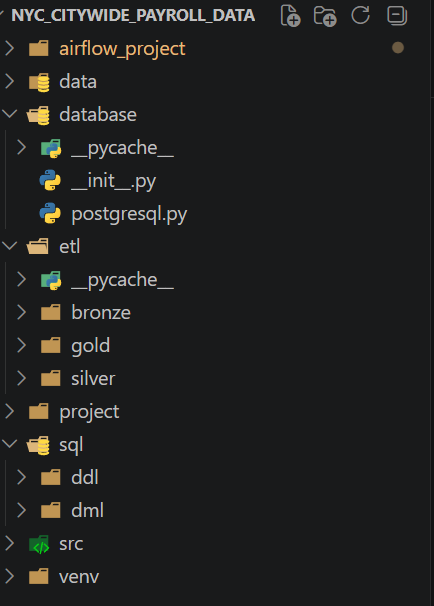 NYC_CITYWIDE_PAYROLL_DATA
airflow_project
data
database
__pycache__
__init__.py
postgresql.py
etl
__pycache__
bronze
gold
silver
project
sql
ddl
dml
src
venv